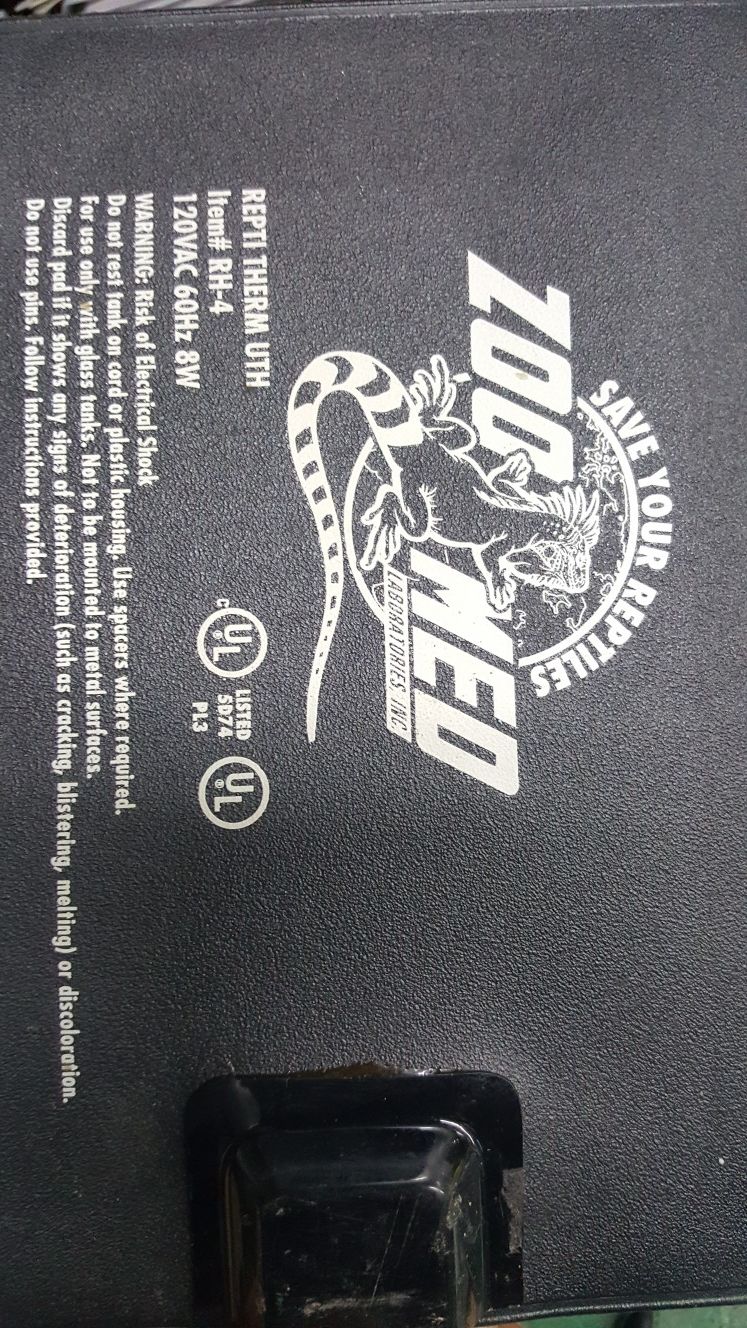 SAVE YOUR REPTILES
ZOO MED
LABORATORIES, INC.
REPTI THERM UTH
Item# RH-4
120VAC 60Hz 8W
C UL LISTED UL
5D74
PL3
WARNING: Risk of Electrical Shock
Do not rest tank on cord or plastic housing. Use spacers where required.
For use only with glass tanks. Not to be mounted to metal surfaces.
Discard pad if it shows any signs of deterioration (such as cracking, blistering, melting) or discoloration.
Do not use pins. Follow instructions provided.